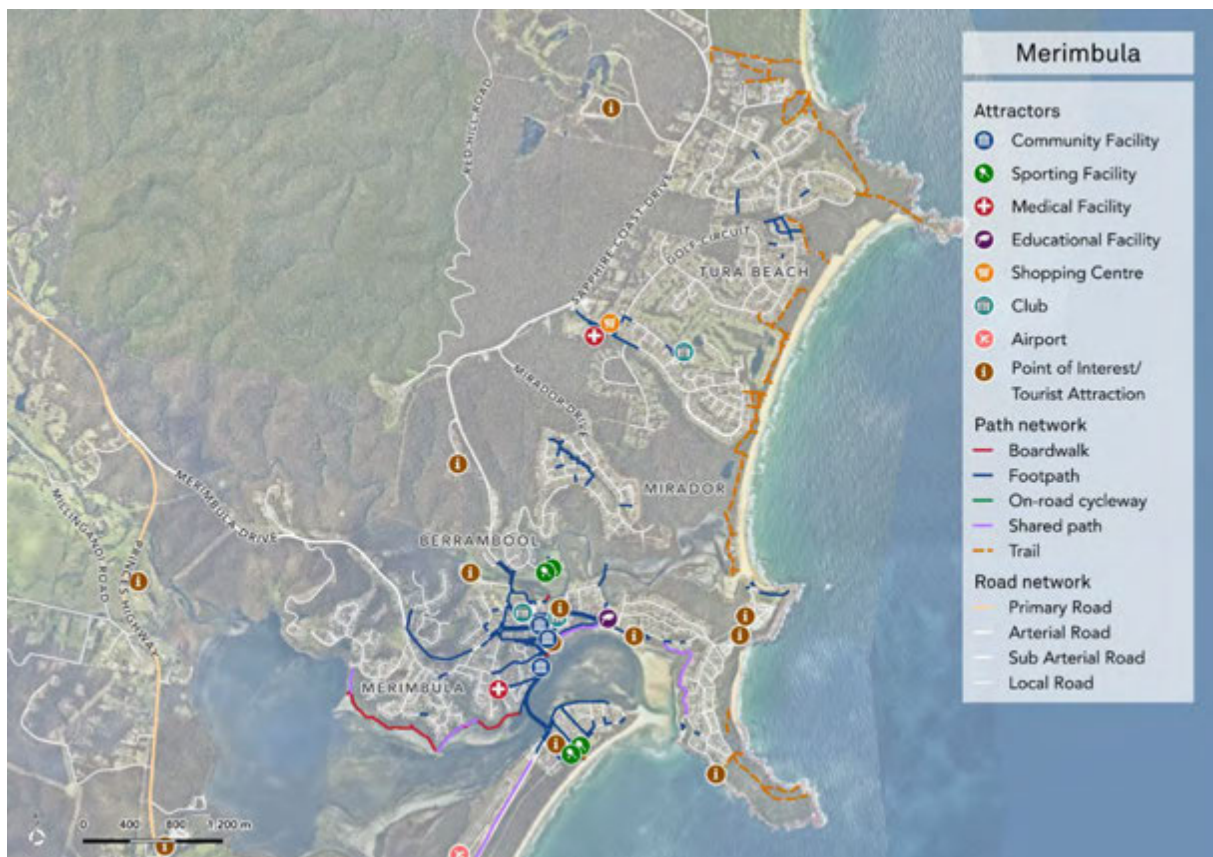 Merimbula
Attractors
Community Facility
Sporting Facility
Medical Facility
Educational Facility
Shopping Centre
Club
Airport
Point of Interest/
Tourist Attraction
Path network
Boardwalk
Footpath
On-road cycleway
Shared path
Trail
Road network
Primary Road
Arterial Road
Sub Arterial Road
Local Road
RED HILL ROAD
SAPPHIRE COAST DRIVE
GOLF CIRCUIT
TURA BEACH
MIRADOR DRIVE
MIRADOR
MERIMBULA DRIVE
MILLINGANDI ROAD
PRINCES HIGHWAY
BERRAMBOOL
MERIMBULA
0 400 800 1,200 m